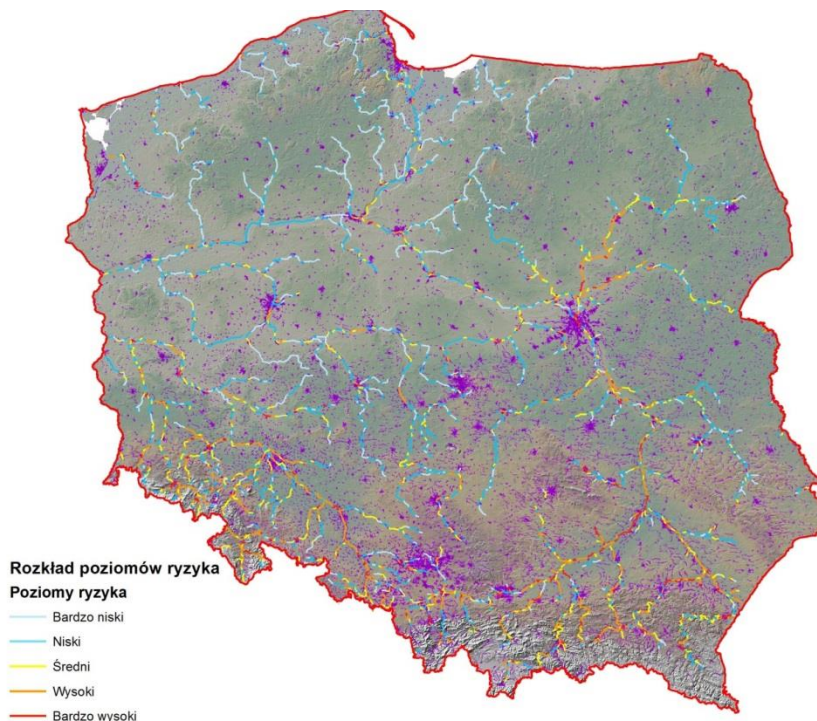 Rozkład poziomów ryzyka
Poziomy ryzyka
Bardzo niski
Niski
Średni
Wysoki
Bardzo wysoki